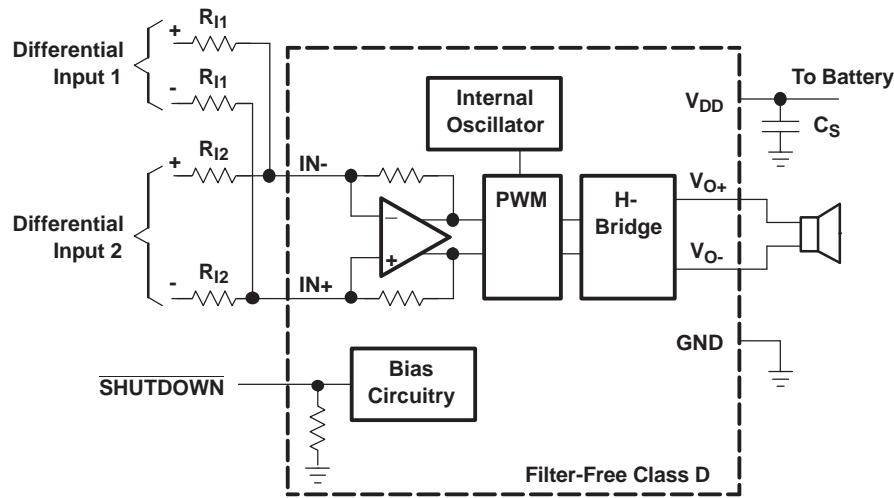 Differential
Input 1
+
R_I1
-
R_I1
Differential
Input 2
+
R_I2
-
R_I2
IN-
IN+
Internal
Oscillator
−
+
PWM
H-
Bridge
V_DD
To Battery
C_S
V_O+
V_O-
GND
SHUTDOWN
Bias
Circuitry
Filter-Free Class D